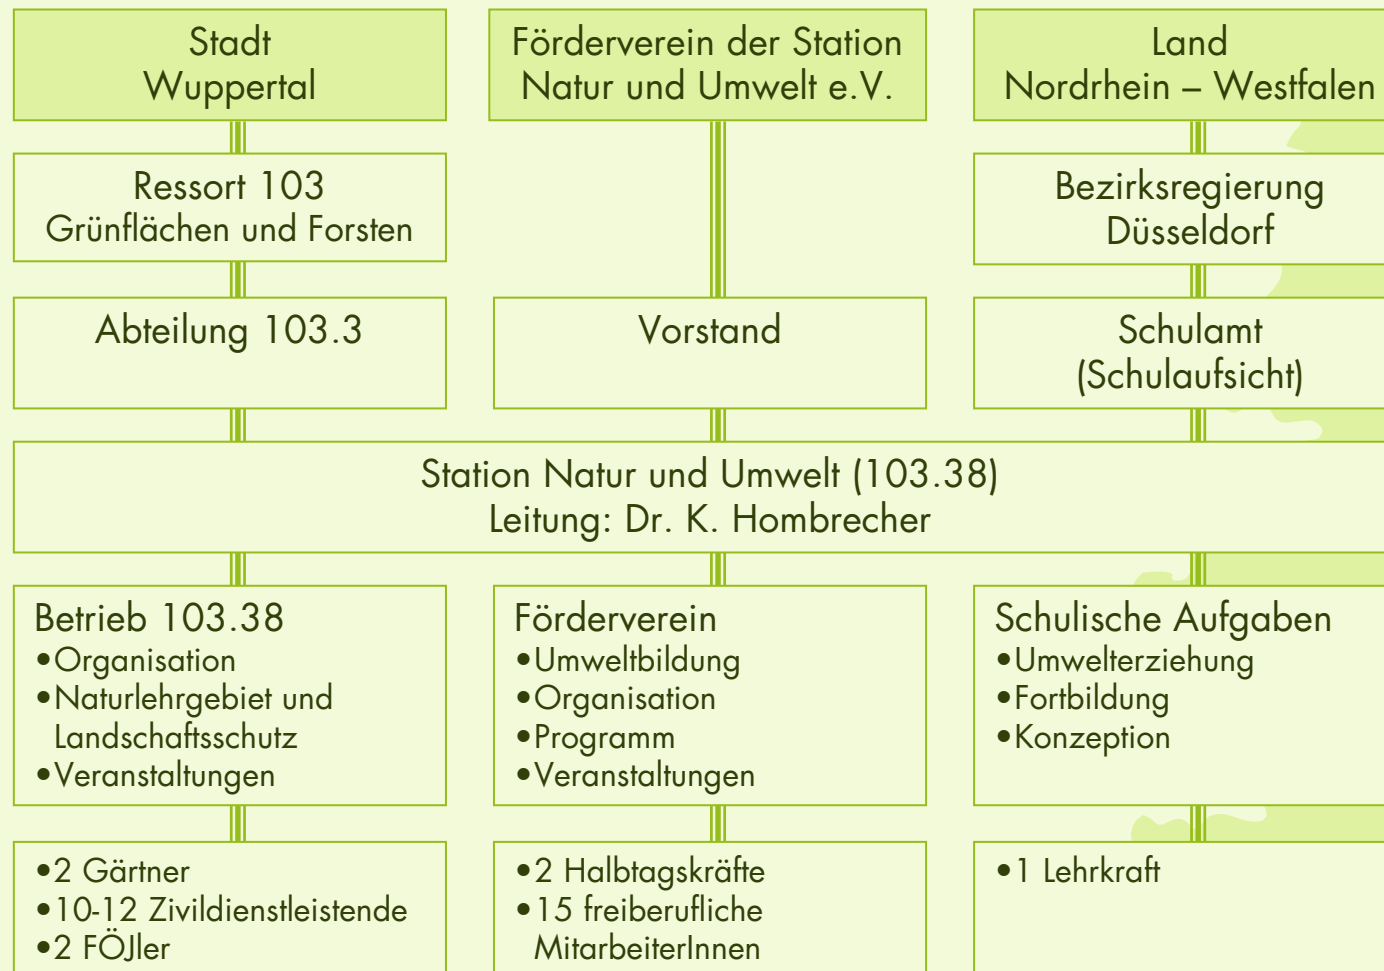 Stadt
Wuppertal
Förderverein der Station
Natur und Umwelt e.V.
Land
Nordrhein – Westfalen
Ressort 103
Grünflächen und Forsten
Bezirksregierung
Düsseldorf
Abteilung 103.3
Vorstand
Schulamt
(Schulaufsicht)
Station Natur und Umwelt (103.38)
Leitung: Dr. K. Hombrecher
Betrieb 103.38
•Organisation
•Naturlehrgebiet und
Landschaftsschutz
•Veranstaltungen
Förderverein
•Umweltbildung
•Organisation
•Programm
•Veranstaltungen
Schulische Aufgaben
•Umwelterziehung
•Fortbildung
•Konzeption
•2 Gärtner
•10-12 Zivildienstleistende
•2 FÖJler
•2 Halbtagskräfte
•15 freiberufliche
MitarbeiterInnen
•1 Lehrkraft